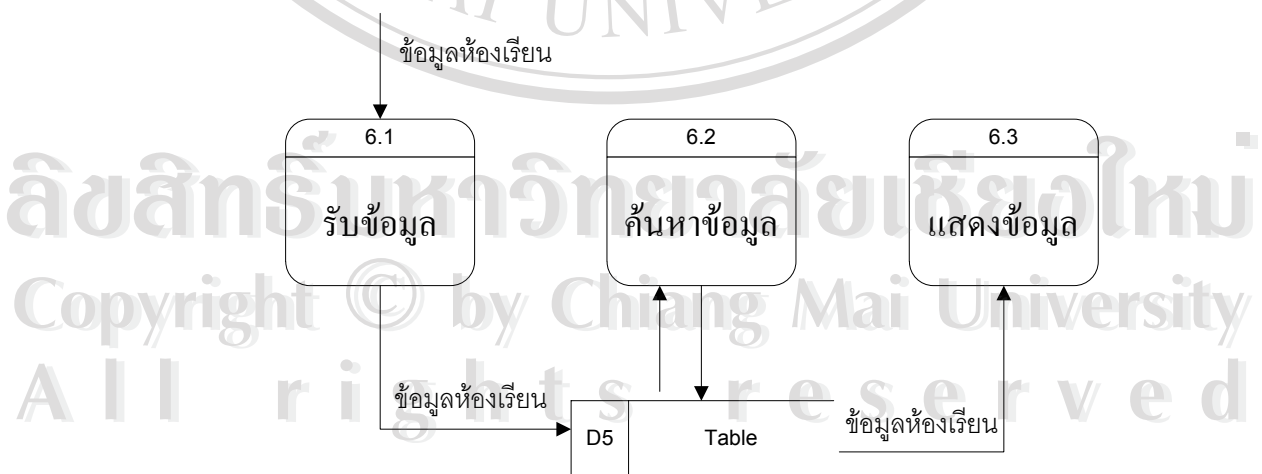 AI UNIVE
ข้อมูลห้องเรียน
6.1
รับข้อมูล
6.2
ค้นหาข้อมูล
6.3
แสดงข้อมูล
ลิขสิทธิ์มหาวิทยาลัยเชียงใหม่
Copyright © by Chiang Mai University
All rights reserved
ข้อมูลห้องเรียน
D5
Table
ข้อมูลห้องเรียน